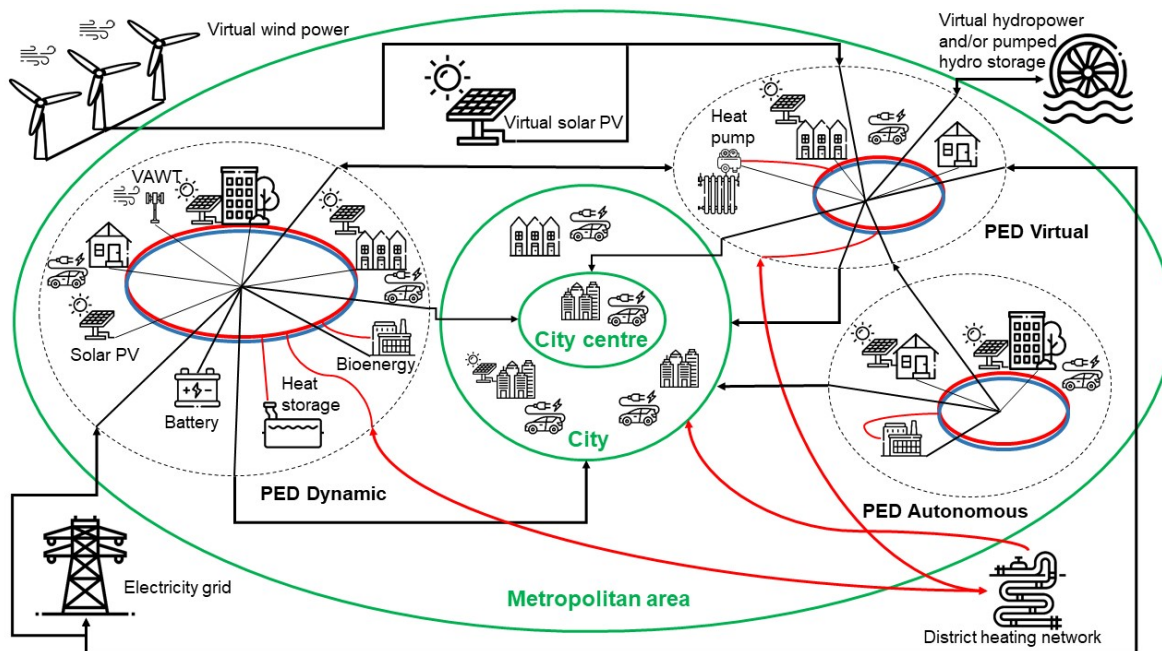 Virtual wind power
Virtual hydropower
and/or pumped
hydro storage
Virtual solar PV
Heat
pump
VAWT
PED Virtual
Solar PV
Bioenergy
City centre
Battery
Heat
storage
City
PED Dynamic
PED Autonomous
Electricity grid
Metropolitan area
District heating network